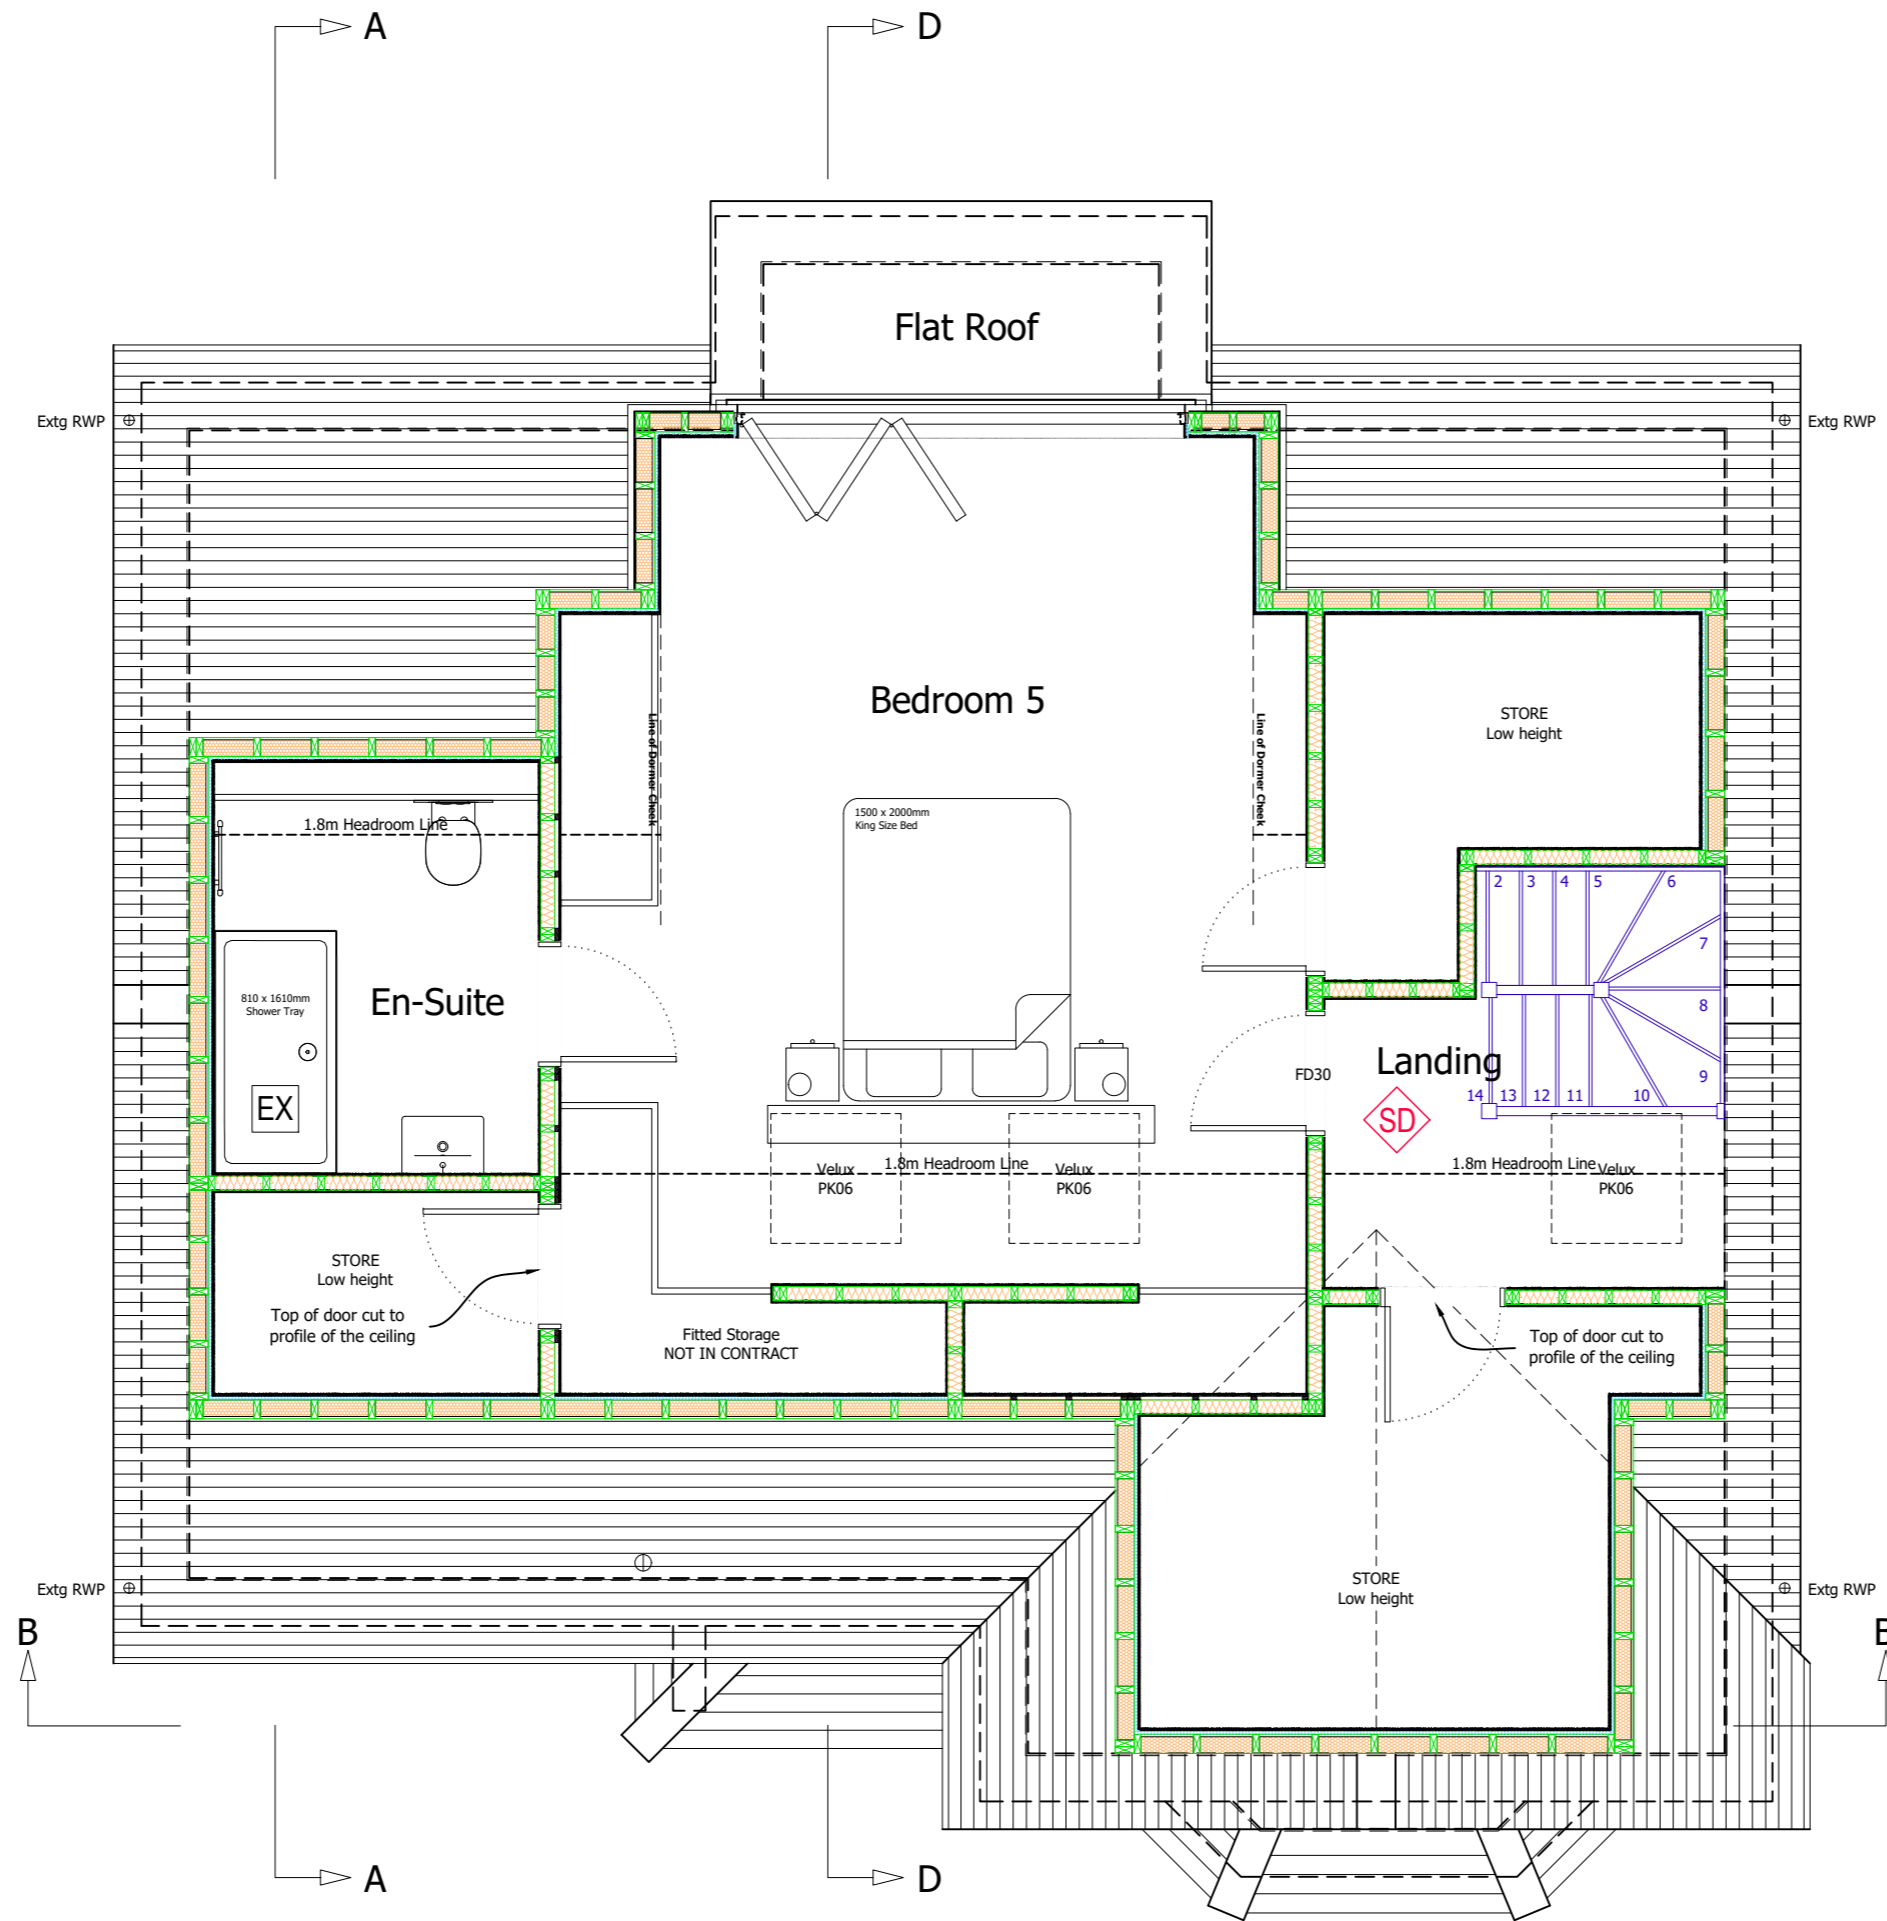 A
D
Flat Roof
Extg RWP
Extg RWP
Bedroom 5
STORE
Low height
Line of Dormer Cheek
Line of Dormer Cheek
1500 x 2000mm
King Size Bed
1.8m Headroom Line
2 3 4 5 6
7
8
9
14 13 12 11 10
810 x 1610mm
Shower Tray
En-Suite
EX
Landing
FD30
SD
1.8m Headroom Line
1.8m Headroom Line
Velux
PK06
Velux
PK06
Velux
PK06
STORE
Low height
Top of door cut to
profile of the ceiling
Fitted Storage
NOT IN CONTRACT
Top of door cut to
profile of the ceiling
STORE
Low height
Extg RWP
Extg RWP
B
A
D